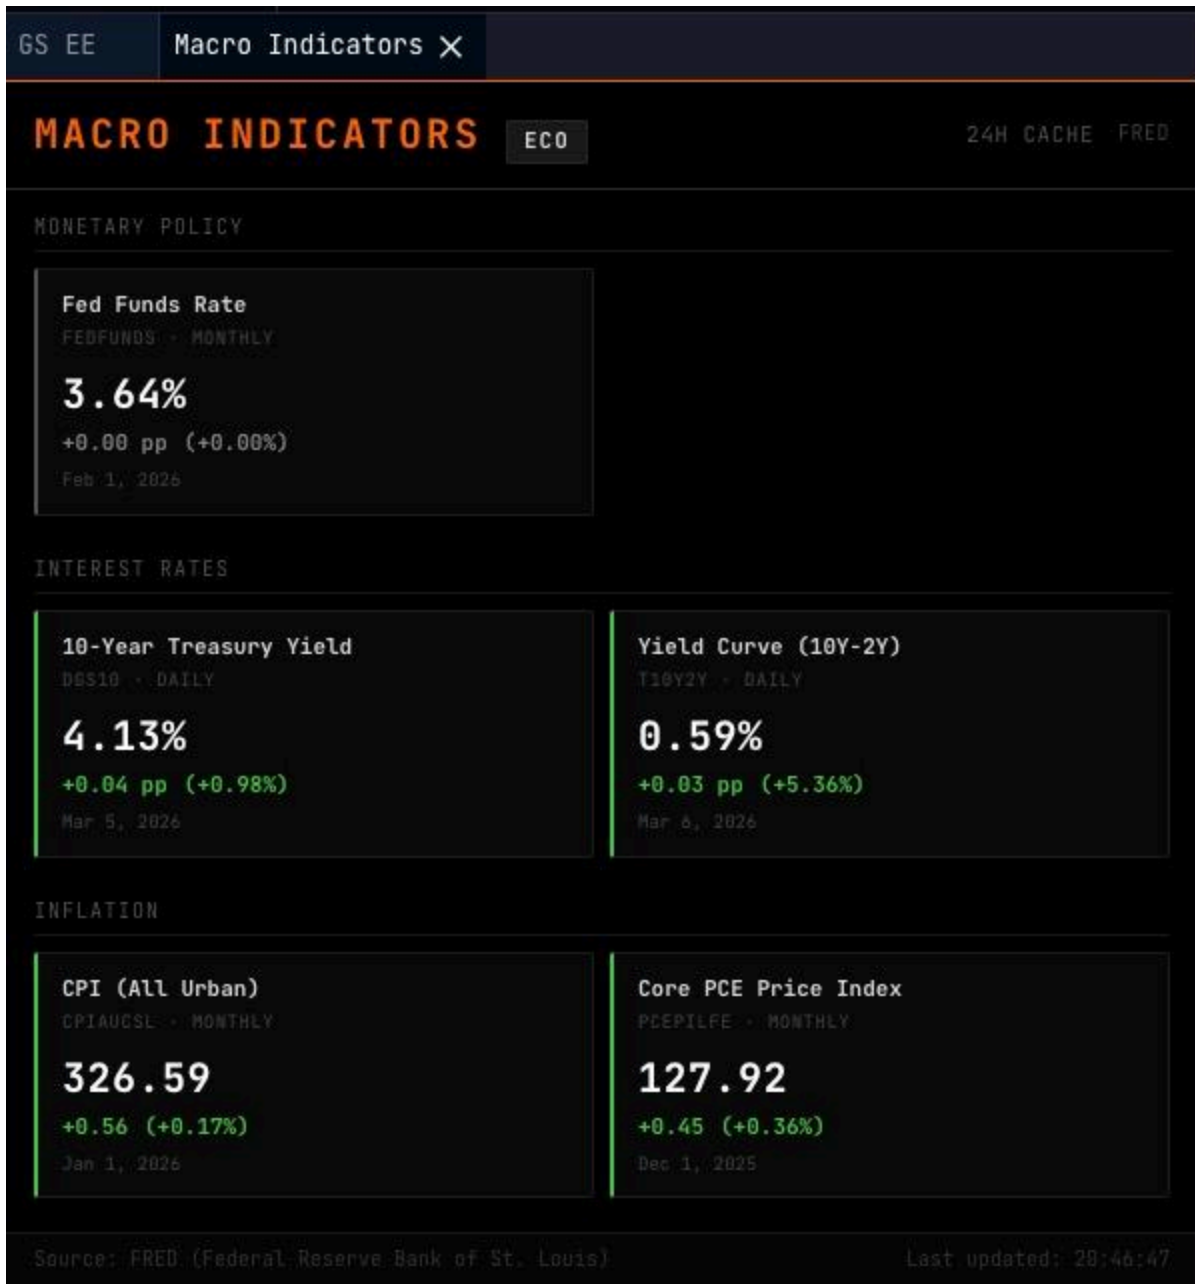 GS EE
Macro Indicators ×
MACRO INDICATORS ECO
24H CACHE FRED
MONETARY POLICY
Fed Funds Rate
FEDFUNDS · MONTHLY
3.64%
+0.00 pp (+0.00%)
Feb 1, 2026
INTEREST RATES
10-Year Treasury Yield
DGS10 · DAILY
4.13%
+0.04 pp (+0.98%)
Mar 5, 2026
Yield Curve (10Y-2Y)
T10Y2Y · DAILY
0.59%
+0.03 pp (+5.36%)
Mar 6, 2026
INFLATION
CPI (All Urban)
CPIAUCSL · MONTHLY
326.59
+0.56 (+0.17%)
Jan 1, 2026
Core PCE Price Index
PCEPILFE · MONTHLY
127.92
+0.45 (+0.36%)
Dec 1, 2025
Source: FRED (Federal Reserve Bank of St. Louis)
Last updated: 20:46:47